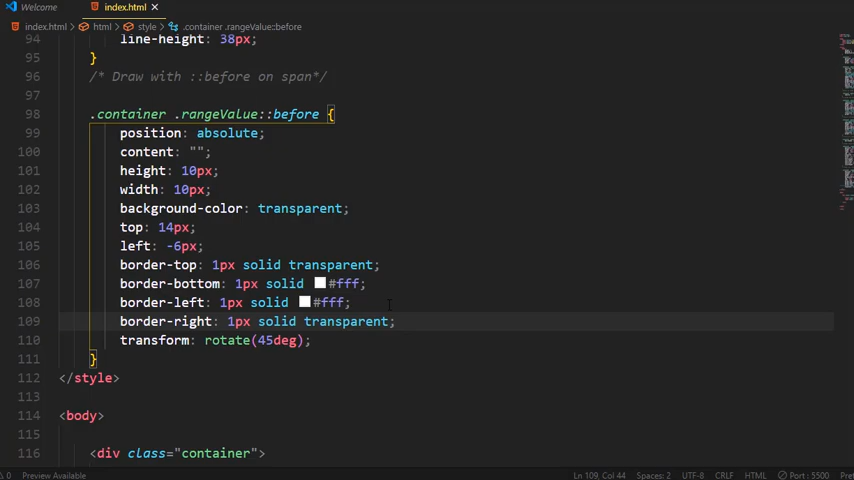 Welcome index.html ×
index.html > html > style > .container .rangeValue::before
94 line-height: 38px;
95 }
96 /* Draw with ::before on span*/
97
98 .container .rangeValue::before {
99 position: absolute;
100 content: "";
101 height: 10px;
102 width: 10px;
103 background-color: transparent;
104 top: 14px;
105 left: -6px;
106 border-top: 1px solid transparent;
107 border-bottom: 1px solid #fff;
108 border-left: 1px solid #fff;
109 border-right: 1px solid transparent;
110 transform: rotate(45deg);
111 }
112 </style>
113
114 <body>
115
116 <div class="container">
0 Preview Available Ln 109, Col 44 Spaces: 2 UTF-8 CRLF HTML Port : 5500